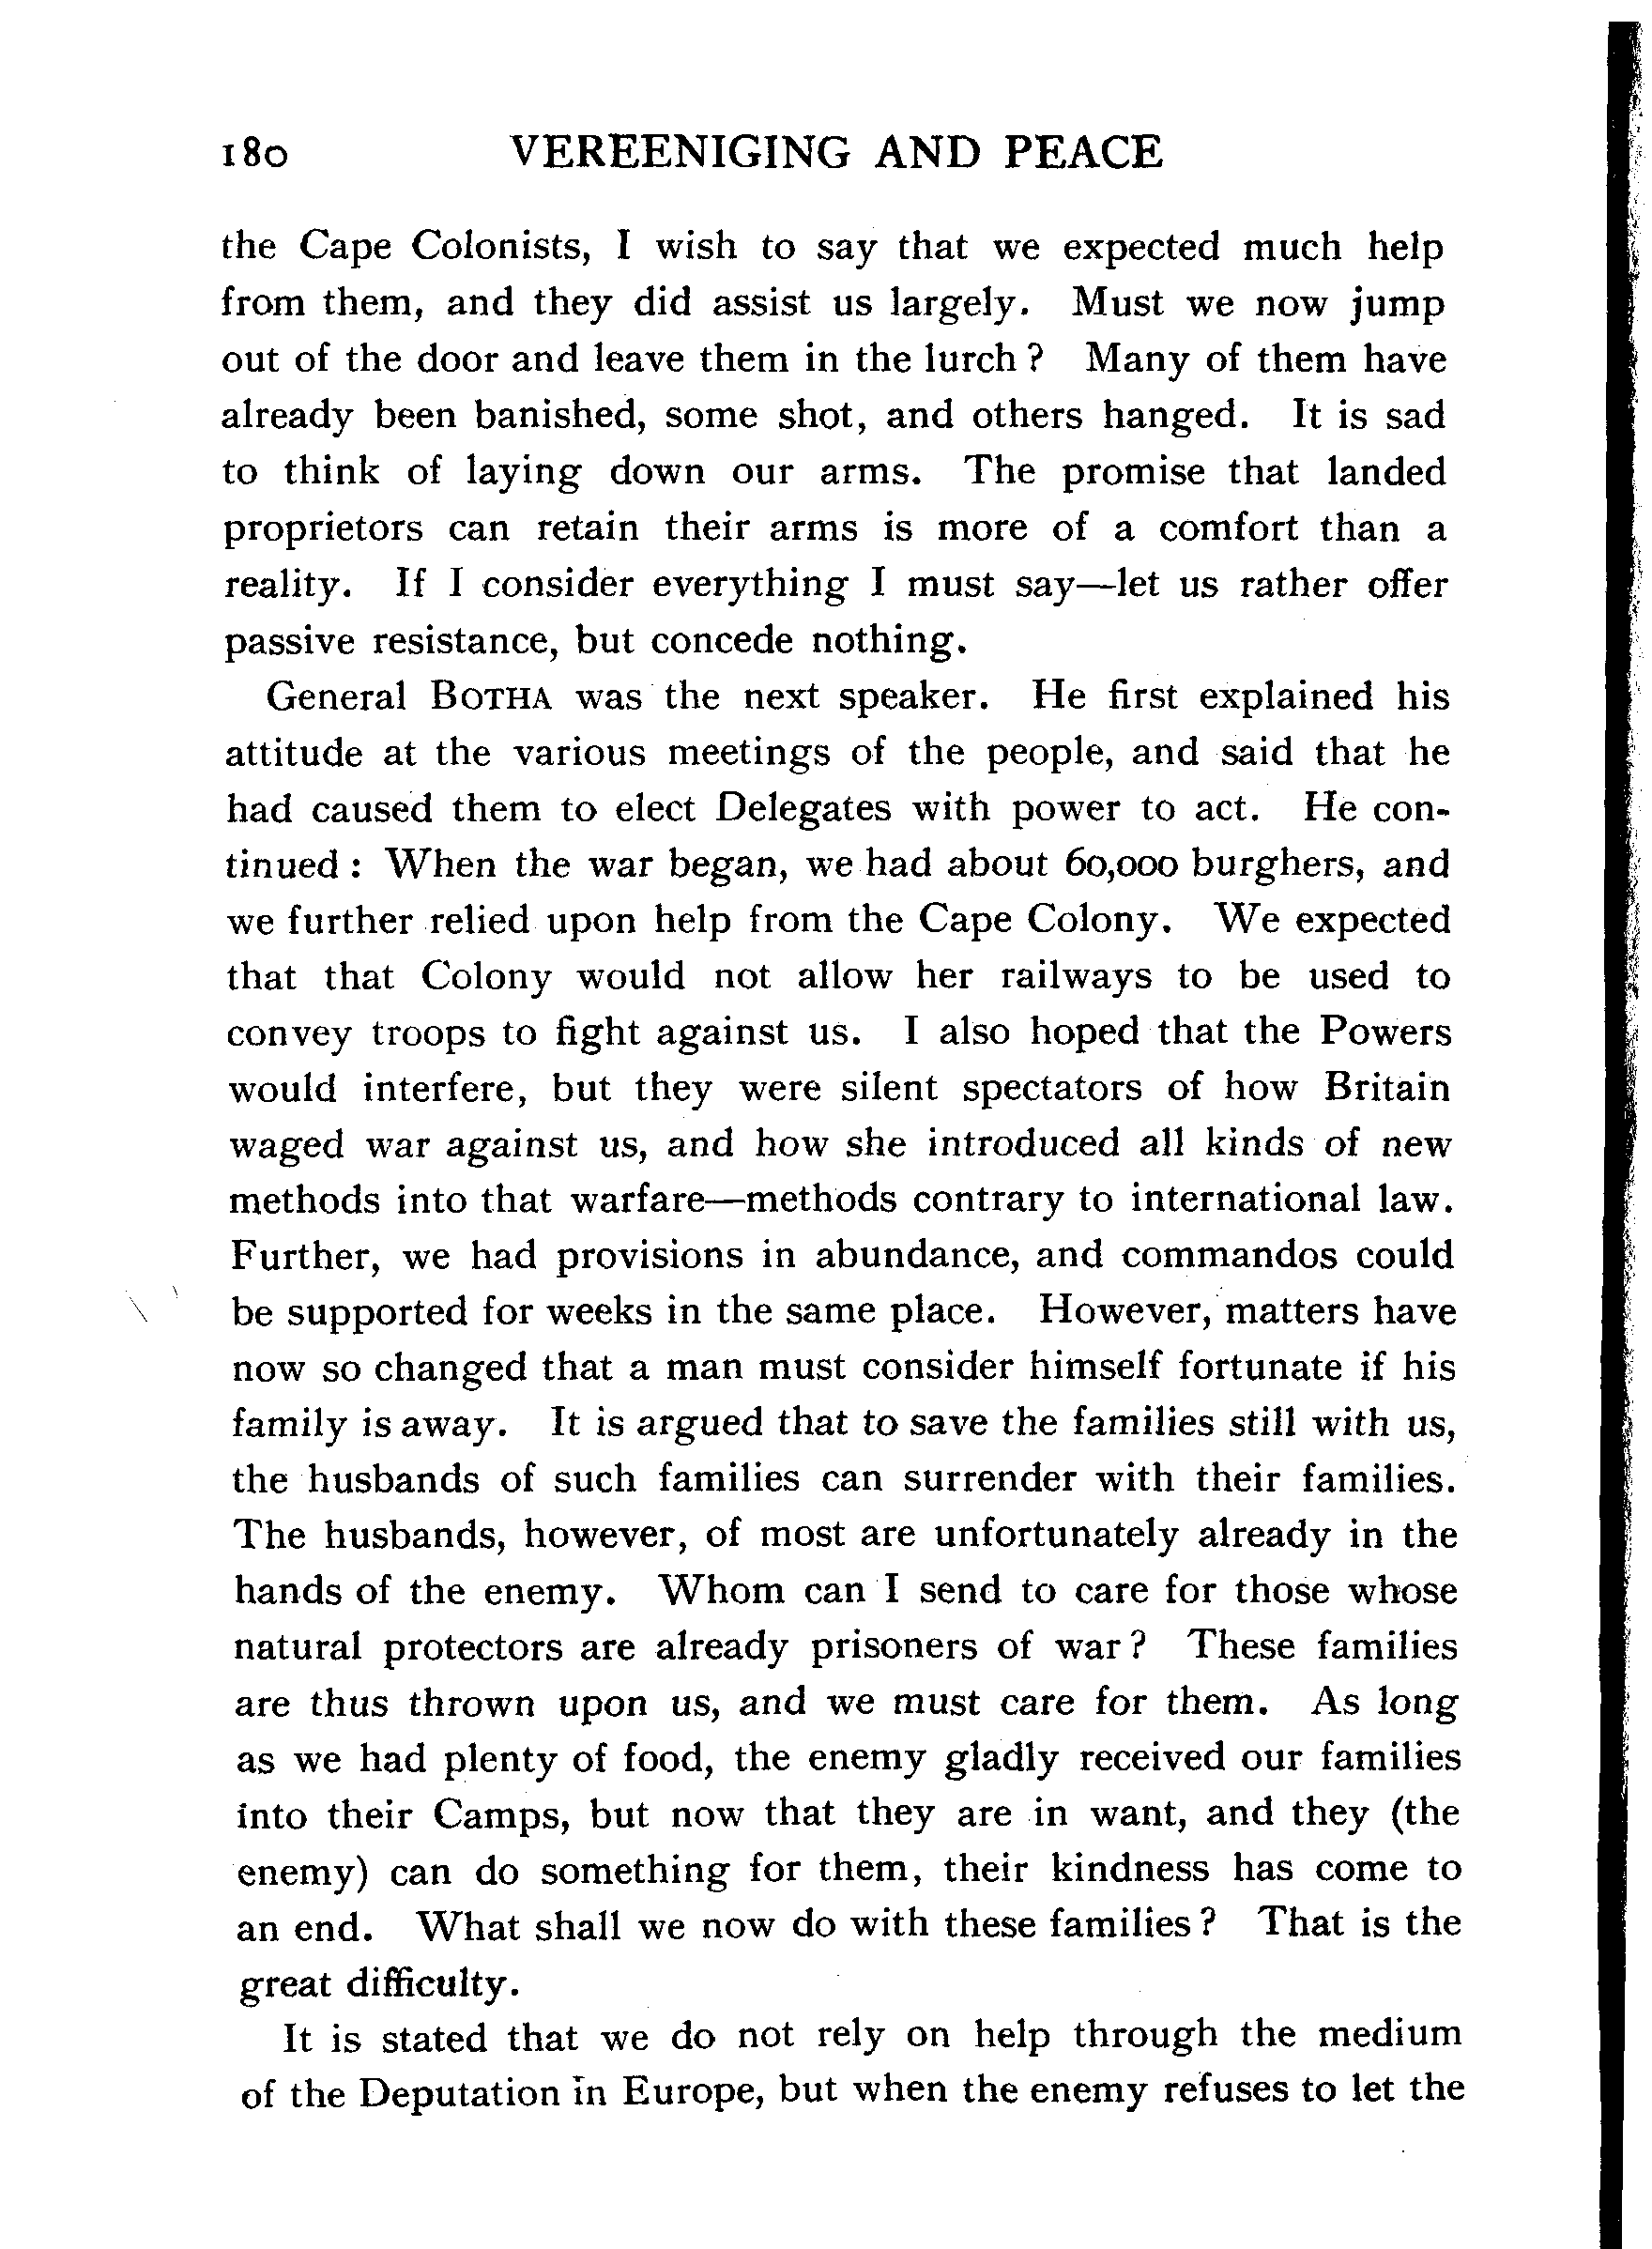 180 VEREENIGING AND PEACE
the Cape Colonists, I wish to say that we expected much help
from them, and they did assist us largely. Must we now jump
out of the door and leave them in the lurch ? Many of them have
already been banished, some shot, and others hanged. It is sad
to think of laying down our arms. The promise that landed
proprietors can retain their arms is more of a comfort than a
reality. If I consider everything I must say—let us rather offer
passive resistance, but concede nothing.
General BOTHA was the next speaker. He first explained his
attitude at the various meetings of the people, and said that he
had caused them to elect Delegates with power to act. He con-
tinued : When the war began, we had about 60,000 burghers, and
we further relied upon help from the Cape Colony. We expected
that that Colony would not allow her railways to be used to
convey troops to fight against us. I also hoped that the Powers
would interfere, but they were silent spectators of how Britain
waged war against us, and how she introduced all kinds of new
methods into that warfare—methods contrary to international law.
Further, we had provisions in abundance, and commandos could
be supported for weeks in the same place. However, matters have
now so changed that a man must consider himself fortunate if his
family is away. It is argued that to save the families still with us,
the husbands of such families can surrender with their families.
The husbands, however, of most are unfortunately already in the
hands of the enemy. Whom can I send to care for those whose
natural protectors are already prisoners of war ? These families
are thus thrown upon us, and we must care for them. As long
as we had plenty of food, the enemy gladly received our families
into their Camps, but now that they are in want, and they (the
enemy) can do something for them, their kindness has come to
an end. What shall we now do with these families ? That is the
great difficulty.
It is stated that we do not rely on help through the medium
of the Deputation in Europe, but when the enemy refuses to let the